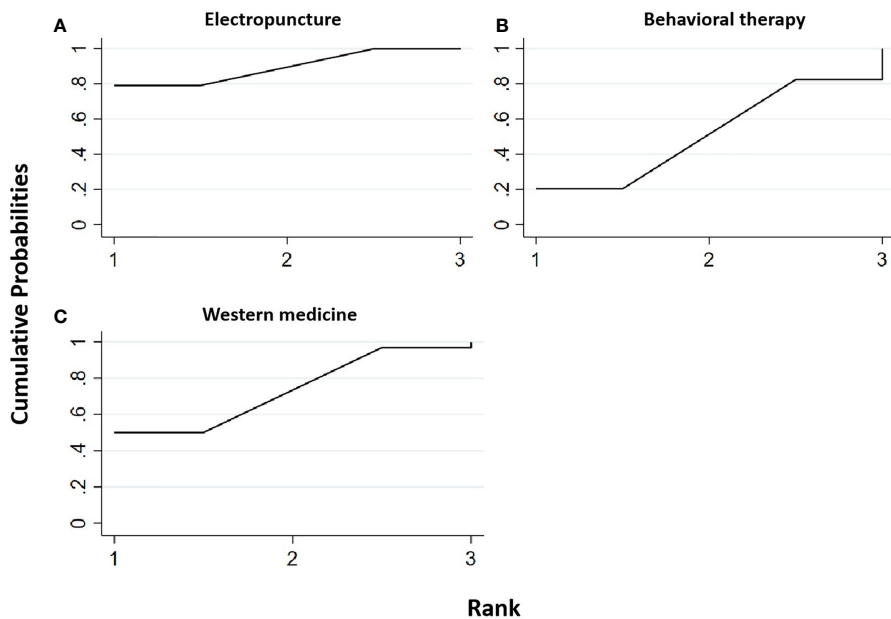 A
Electropuncture
1
.8
.6
.4
.2
0
1 2 3
B
Behavioral therapy
1
.8
.6
.4
.2
0
1 2 3
C
Western medicine
1
.8
.6
.4
.2
0
1 2 3
Cumulative Probabilities
Rank